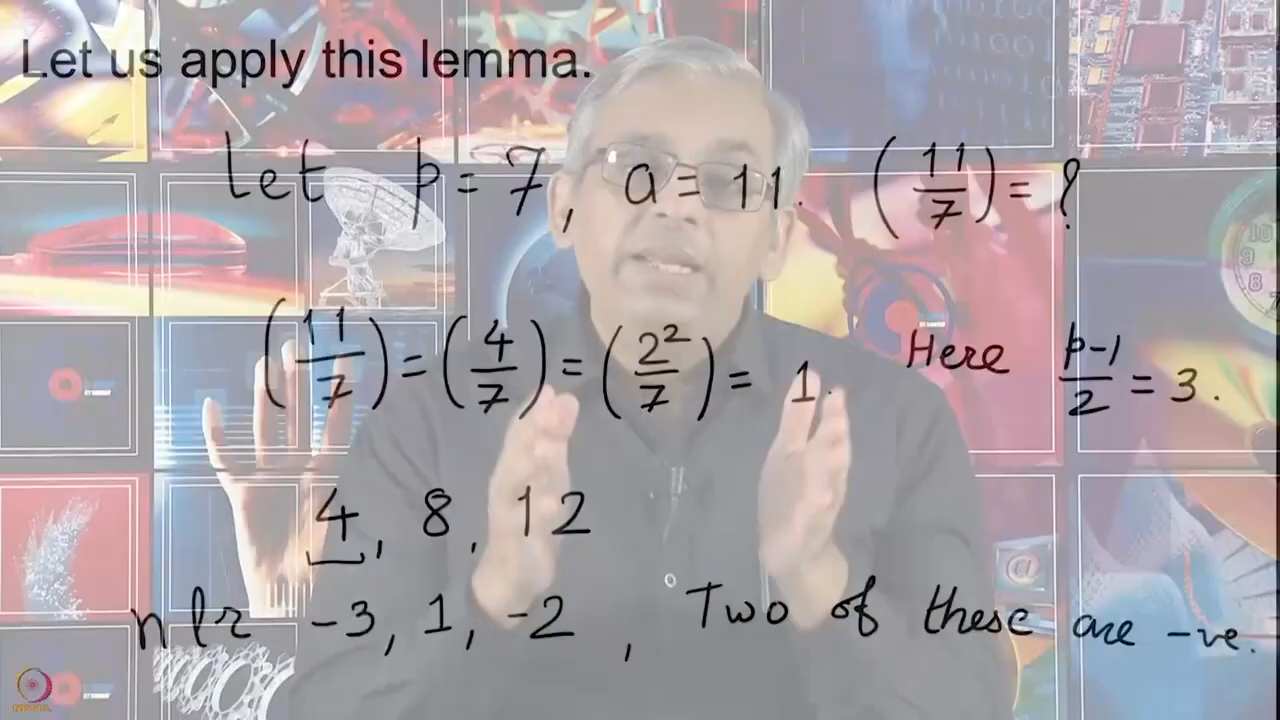 Let us apply this lemma.
Let p = 7, a = 11. (11/7) = ?
(11/7) = (4/7) = (2²/7) = 1. Here p-1/2 = 3.
4, 8, 12
nlr -3, 1, -2, Two of these are -ve.